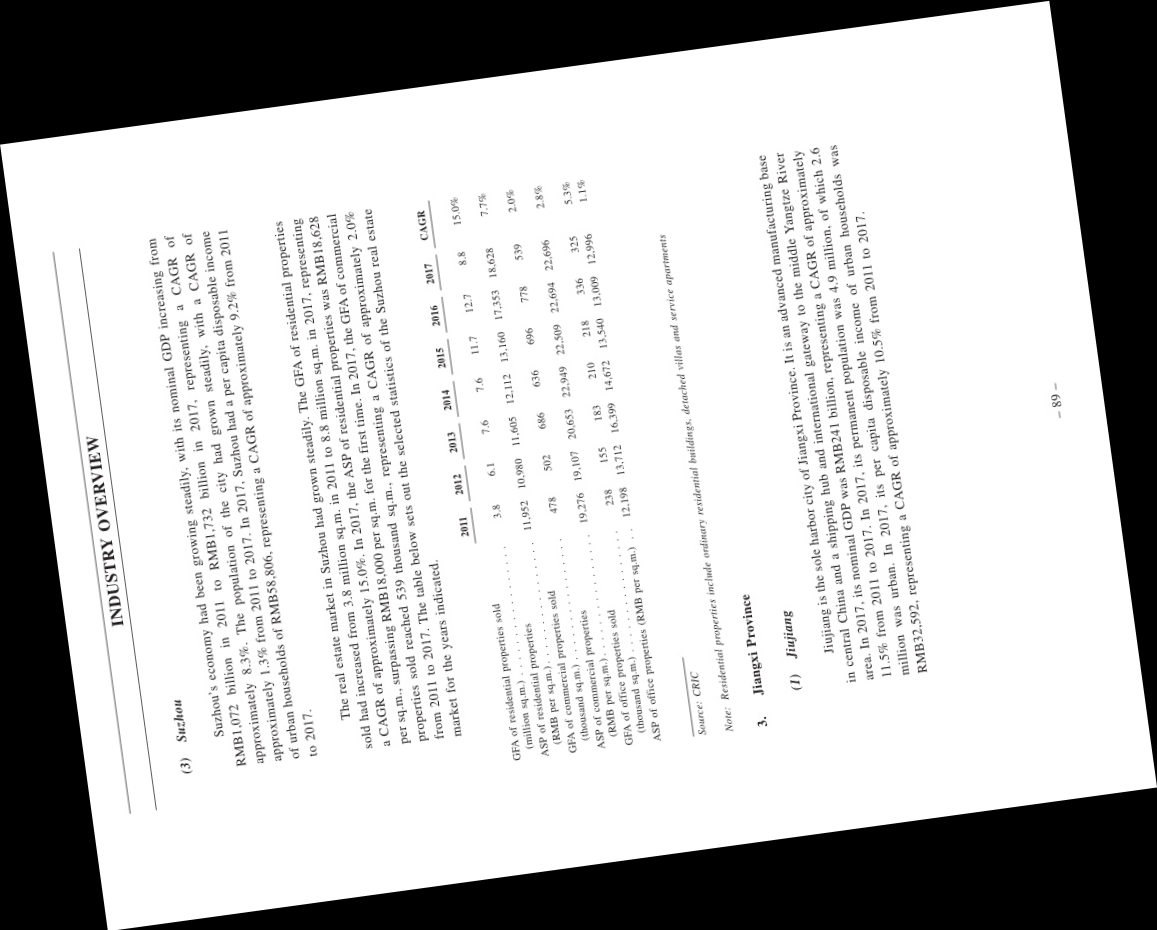 INDUSTRY OVERVIEW
(3) Suzhou
Suzhou's economy had been growing steadily, with its nominal GDP increasing from
RMB1,072 billion in 2011 to RMB1,732 billion in 2017, representing a CAGR of
approximately 8.3%. The population of the city had grown steadily, with a CAGR of
approximately 1.3% from 2011 to 2017. In 2017, Suzhou had a per capita disposable income
of urban households of RMB58,806, representing a CAGR of approximately 9.2% from 2011
to 2017.
The real estate market in Suzhou had grown steadily. The GFA of residential properties
sold had increased from 3.8 million sq.m. in 2011 to 8.8 million sq.m. in 2017, representing
a CAGR of approximately 15.0%. In 2017, the ASP of residential properties was RMB18,628
per sq.m., surpassing RMB18,000 per sq.m. for the first time. In 2017, the GFA of commercial
properties sold reached 539 thousand sq.m., representing a CAGR of approximately 2.0%
from 2011 to 2017. The table below sets out the selected statistics of the Suzhou real estate
market for the years indicated.
2011 2012 2013 2014 2015 2016 2017 CAGR
GFA of residential properties sold
(million sq.m.) . . . . . . . . . . . . . . . . . 3.8 6.1 7.6 7.6 11.7 12.7 8.8 15.0%
ASP of residential properties
(RMB per sq.m.) . . . . . . . . . . . . . . . . 11,952 10,980 11,605 12,112 13,160 17,353 18,628 7.7%
GFA of commercial properties sold
(thousand sq.m.) . . . . . . . . . . . . . . . . 478 502 686 636 696 778 539 2.0%
ASP of commercial properties
(RMB per sq.m.) . . . . . . . . . . . . . . . . 19,276 19,107 20,653 22,949 22,509 22,694 22,696 2.8%
GFA of office properties sold
(thousand sq.m.) . . . . . . . . . . . . . . . . 238 155 183 210 218 336 325 5.3%
ASP of office properties (RMB per sq.m.) . . . 12,198 13,712 16,399 14,672 13,540 13,009 12,996 1.1%
Source: CRIC
Note: Residential properties include ordinary residential buildings, detached villas and service apartments
3. Jiangxi Province
(1) Jiujiang
Jiujiang is the sole harbor city of Jiangxi Province. It is an advanced manufacturing base
in central China and a shipping hub and international gateway to the middle Yangtze River
area. In 2017, its nominal GDP was RMB241 billion, representing a CAGR of approximately
11.5% from 2011 to 2017. In 2017, its permanent population was 4.9 million, of which 2.6
million was urban. In 2017, its per capita disposable income of urban households was
RMB32,592, representing a CAGR of approximately 10.5% from 2011 to 2017.
– 89 –